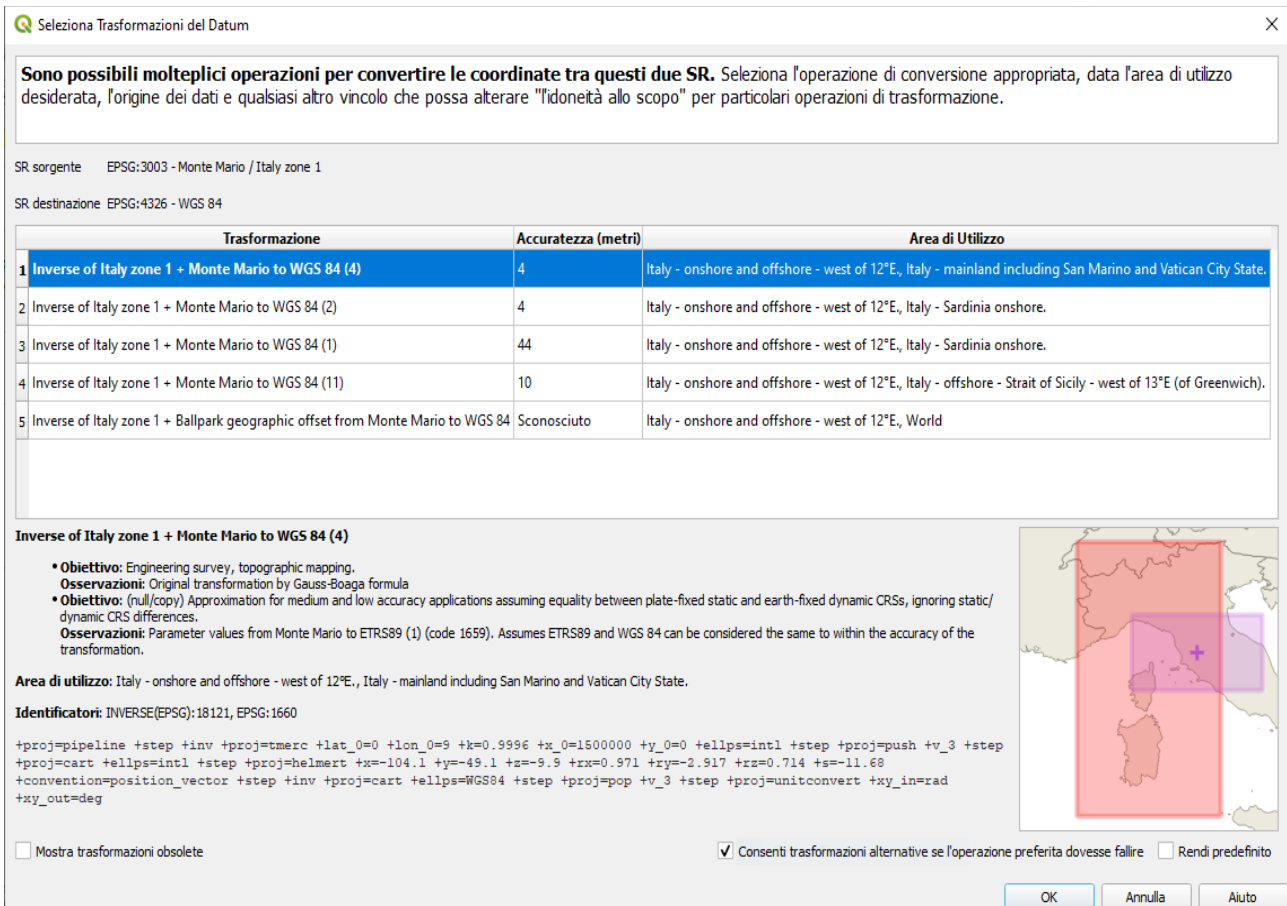 Seleziona Trasformazioni del Datum
Sono possibili molteplici operazioni per convertire le coordinate tra questi due SR. Seleziona l'operazione di conversione appropriata, data l'area di utilizzo
desiderata, l'origine dei dati e qualsiasi altro vincolo che possa alterare "l'idoneità allo scopo" per particolari operazioni di trasformazione.
SR sorgente EPSG:3003 - Monte Mario / Italy zone 1
SR destinazione EPSG:4326 - WGS 84
Trasformazione Accuratezza (metri) Area di Utilizzo
1 Inverse of Italy zone 1 + Monte Mario to WGS 84 (4) 4 Italy - onshore and offshore - west of 12°E., Italy - mainland including San Marino and Vatican City State.
2 Inverse of Italy zone 1 + Monte Mario to WGS 84 (2) 4 Italy - onshore and offshore - west of 12°E., Italy - Sardinia onshore.
3 Inverse of Italy zone 1 + Monte Mario to WGS 84 (1) 44 Italy - onshore and offshore - west of 12°E., Italy - Sardinia onshore.
4 Inverse of Italy zone 1 + Monte Mario to WGS 84 (11) 10 Italy - onshore and offshore - west of 12°E., Italy - offshore - Strait of Sicily - west of 13°E (of Greenwich).
5 Inverse of Italy zone 1 + Ballpark geographic offset from Monte Mario to WGS 84 Sconosciuto Italy - onshore and offshore - west of 12°E., World
Inverse of Italy zone 1 + Monte Mario to WGS 84 (4)
• Obiettivo: Engineering survey, topographic mapping.
Osservazioni: Original transformation by Gauss-Boaga formula
• Obiettivo: (null/copy) Approximation for medium and low accuracy applications assuming equality between plate-fixed static and earth-fixed dynamic CRSs, ignoring static/
dynamic CRS differences.
Osservazioni: Parameter values from Monte Mario to ETRS89 (1) (code 1659). Assumes ETRS89 and WGS 84 can be considered the same to within the accuracy of the
transformation.
Area di utilizzo: Italy - onshore and offshore - west of 12°E., Italy - mainland including San Marino and Vatican City State.
Identificatori: INVERSE(EPSG):18121, EPSG:1660
+proj=pipeline +step +inv +proj=tmerc +lat_0=0 +lon_0=9 +k=0.9996 +x_0=1500000 +y_0=0 +ellps=intl +step +proj=push +v_3 +step
+proj=cart +ellps=intl +step +proj=helmert +x=-104.1 +y=-49.1 +z=-9.9 +rx=0.971 +ry=-2.917 +rz=0.714 +s=-11.68
+convention=position_vector +step +inv +proj=cart +ellps=WGS84 +step +proj=pop +v_3 +step +proj=unitconvert +xy_in=rad
+xy_out=deg
Mostra trasformazioni obsolete Consenti trasformazioni alternative se l'operazione preferita dovesse fallire Rendi predefinito
OK Annulla Aiuto